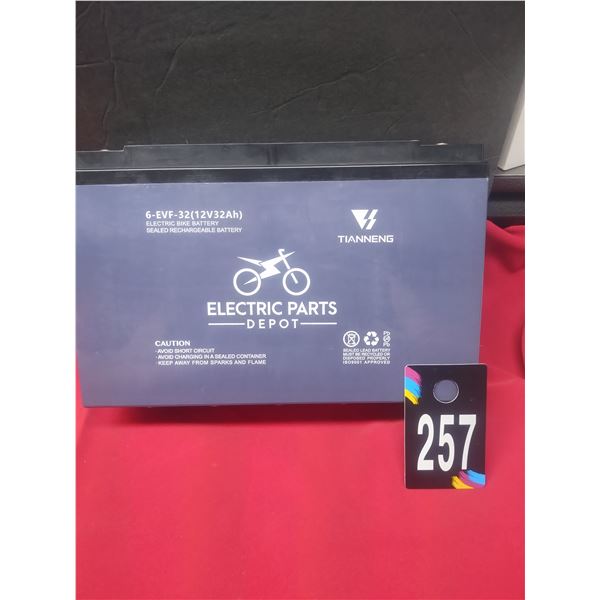 6-EVF-32(12V32Ah)
ELECTRIC BIKE BATTERY
SEALED RECHARGEABLE BATTERY
TIANNENG
ELECTRIC PARTS
DEPOT
CAUTION
· AVOID SHORT CIRCUIT
· AVOID CHARGING IN A SEALED CONTAINER
· KEEP AWAY FROM SPARKS AND FLAME
SEALED LEAD BATTERY
MUST BE RECYCLED OR
DISPOSED PROPERLY
ISO9001 APPROVED
257